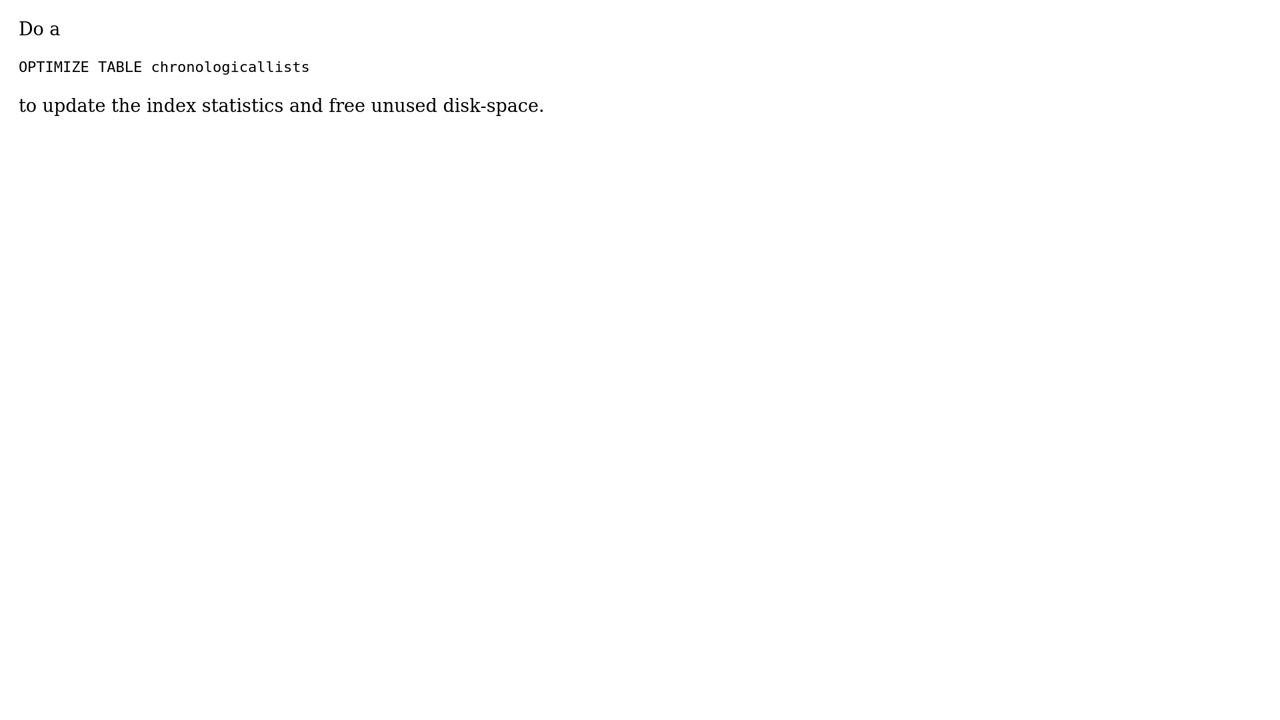 Do a
OPTIMIZE TABLE chronologicallists
to update the index statistics and free unused disk-space.